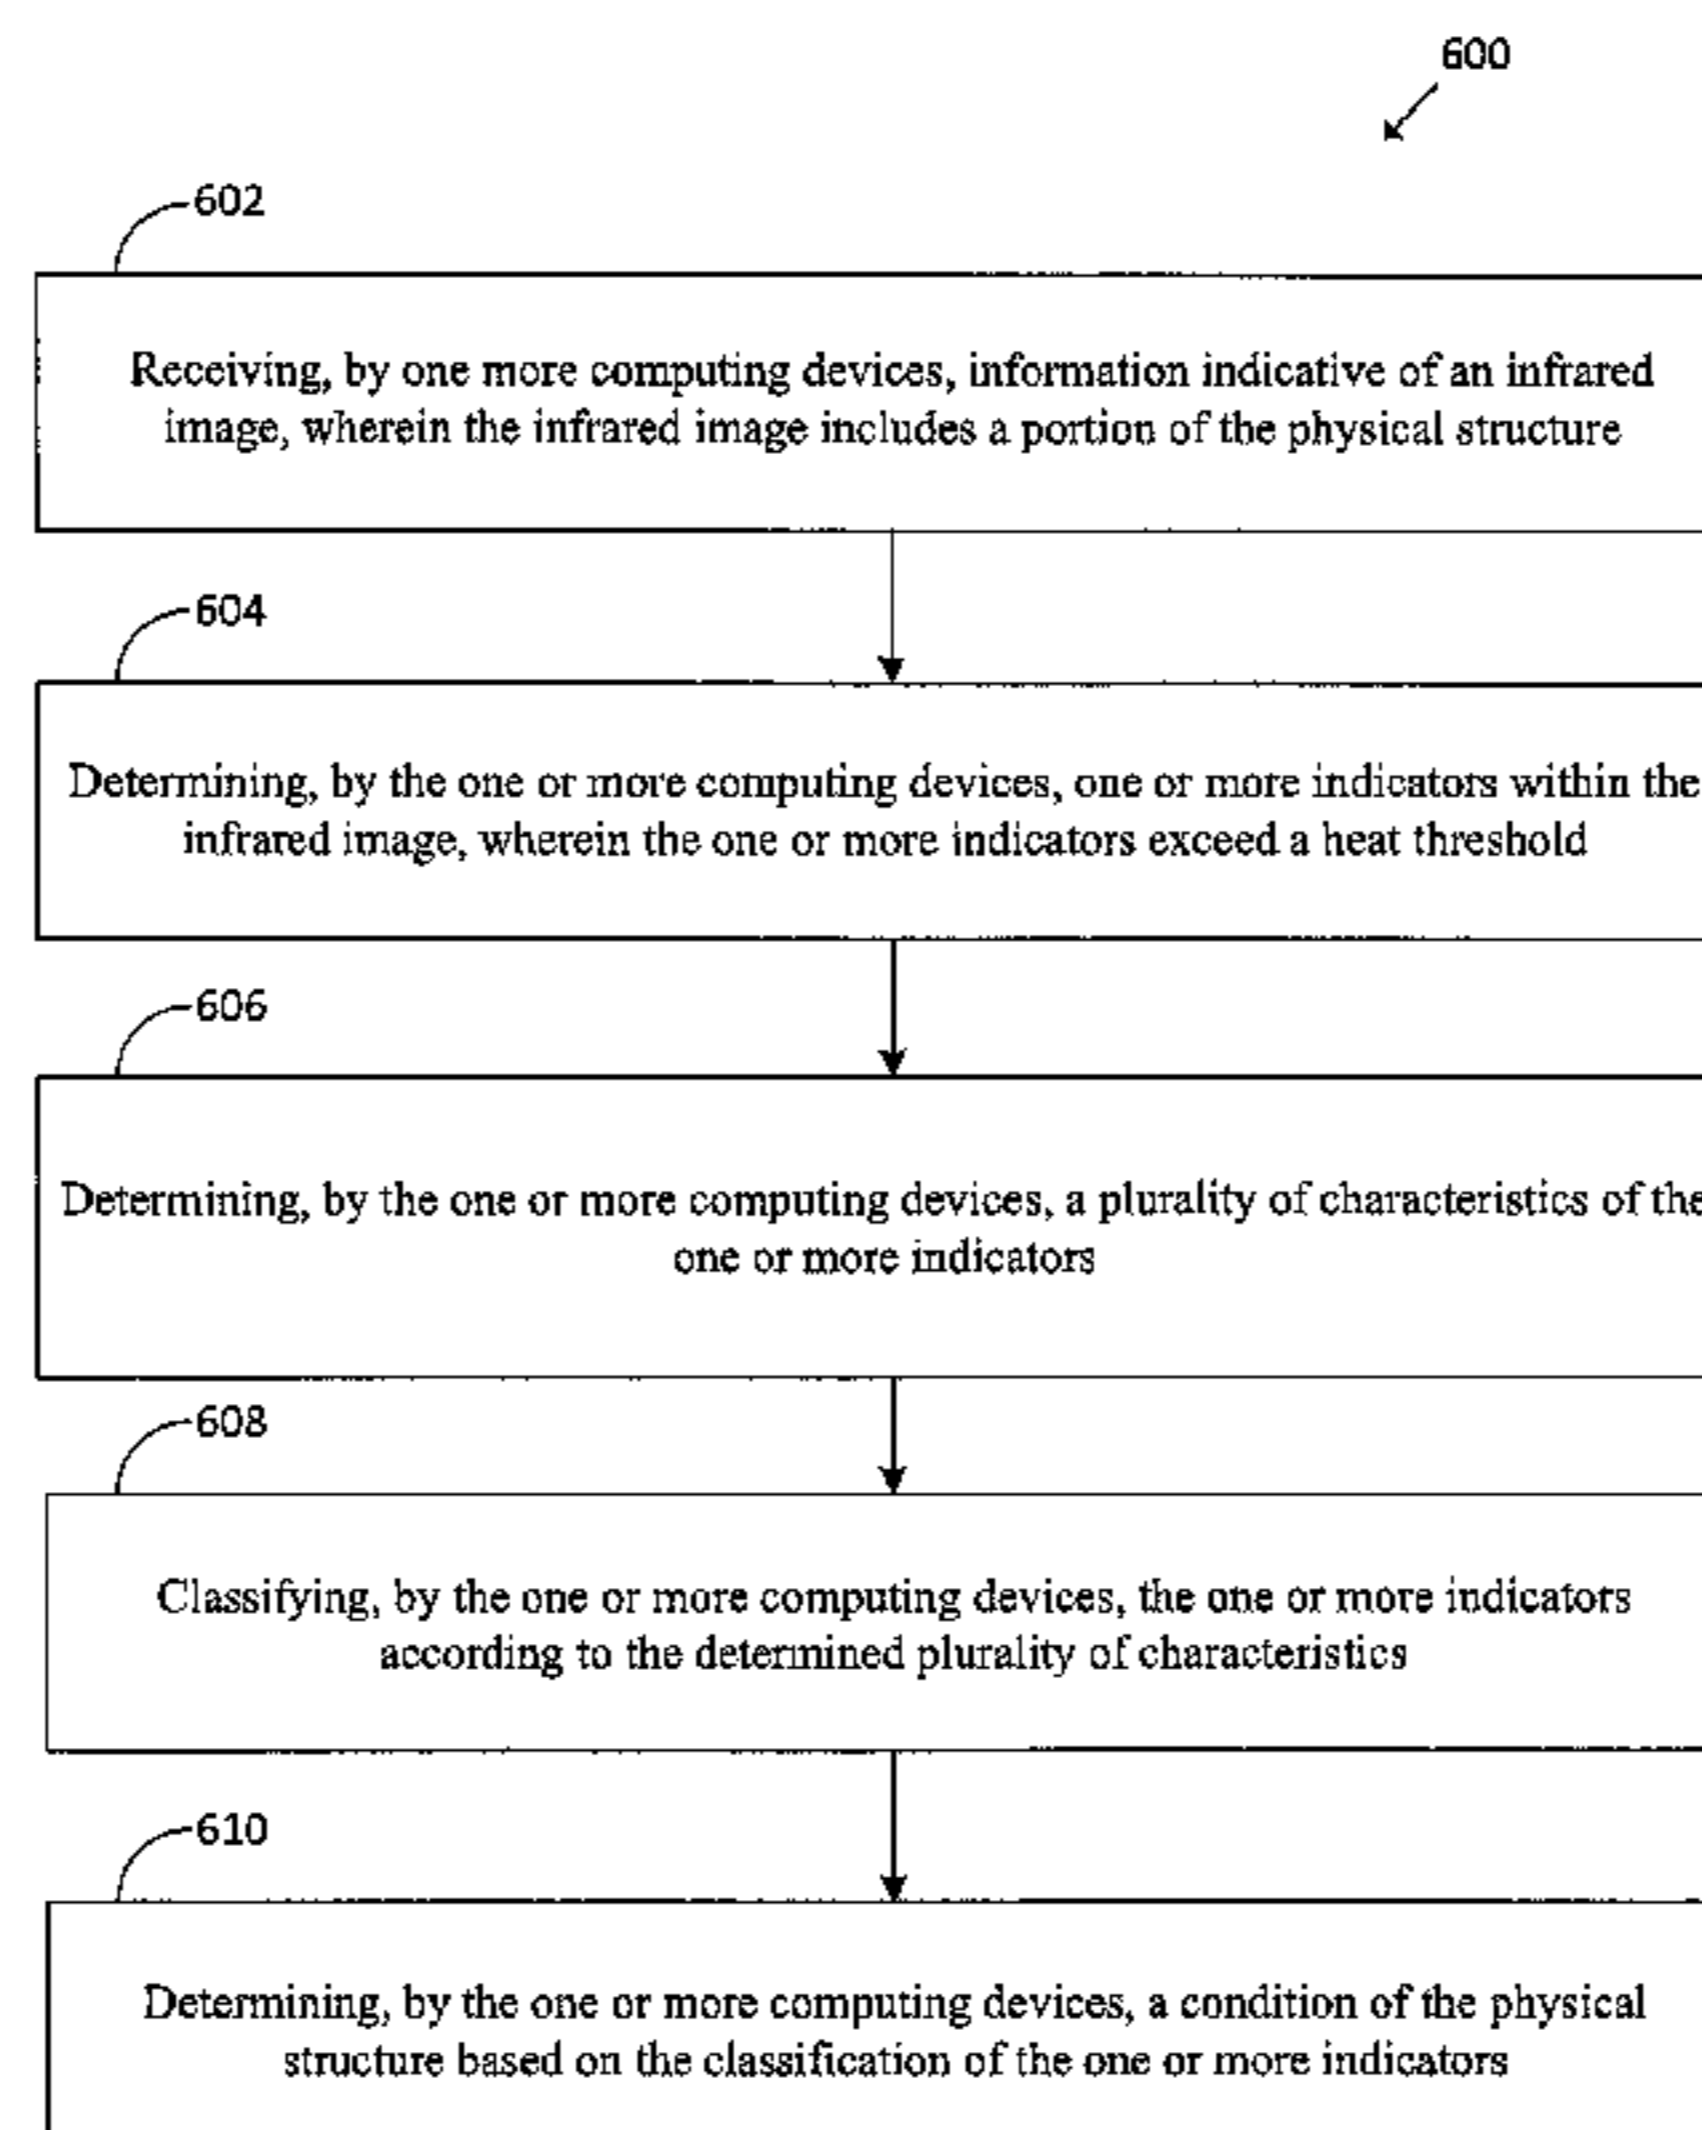 600
602
Receiving, by one more computing devices, information indicative of an infrared
image, wherein the infrared image includes a portion of the physical structure
604
Determining, by the one or more computing devices, one or more indicators within the
infrared image, wherein the one or more indicators exceed a heat threshold
606
Determining, by the one or more computing devices, a plurality of characteristics of the
one or more indicators
608
Classifying, by the one or more computing devices, the one or more indicators
according to the determined plurality of characteristics
610
Determining, by the one or more computing devices, a condition of the physical
structure based on the classification of the one or more indicators